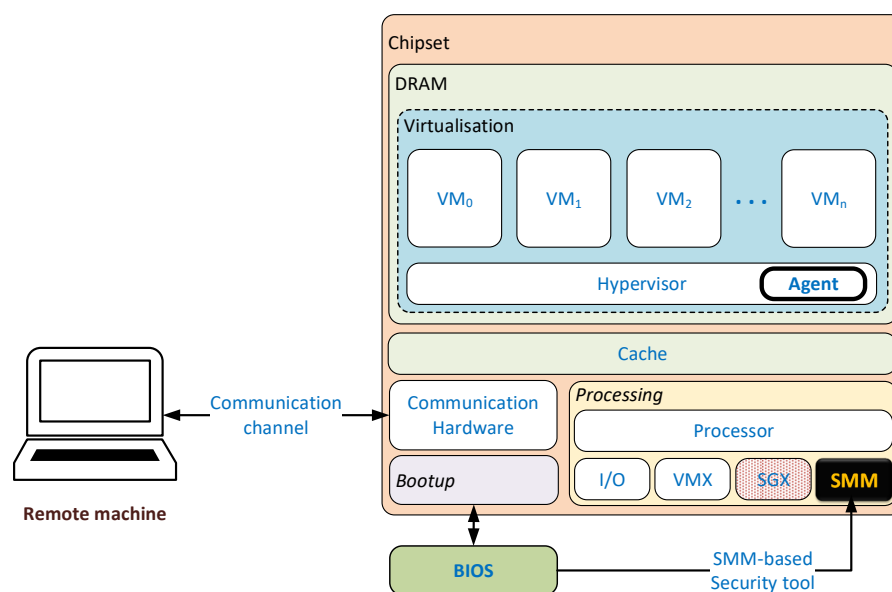 Chipset
DRAM
Virtualisation
VM0
VM1
VM2
...
VMn
Hypervisor
Agent
Cache
Communication
channel
Communication
Hardware
Processing
Processor
Bootup
I/O
VMX
SGX
SMM
Remote machine
BIOS
SMM-based
Security tool